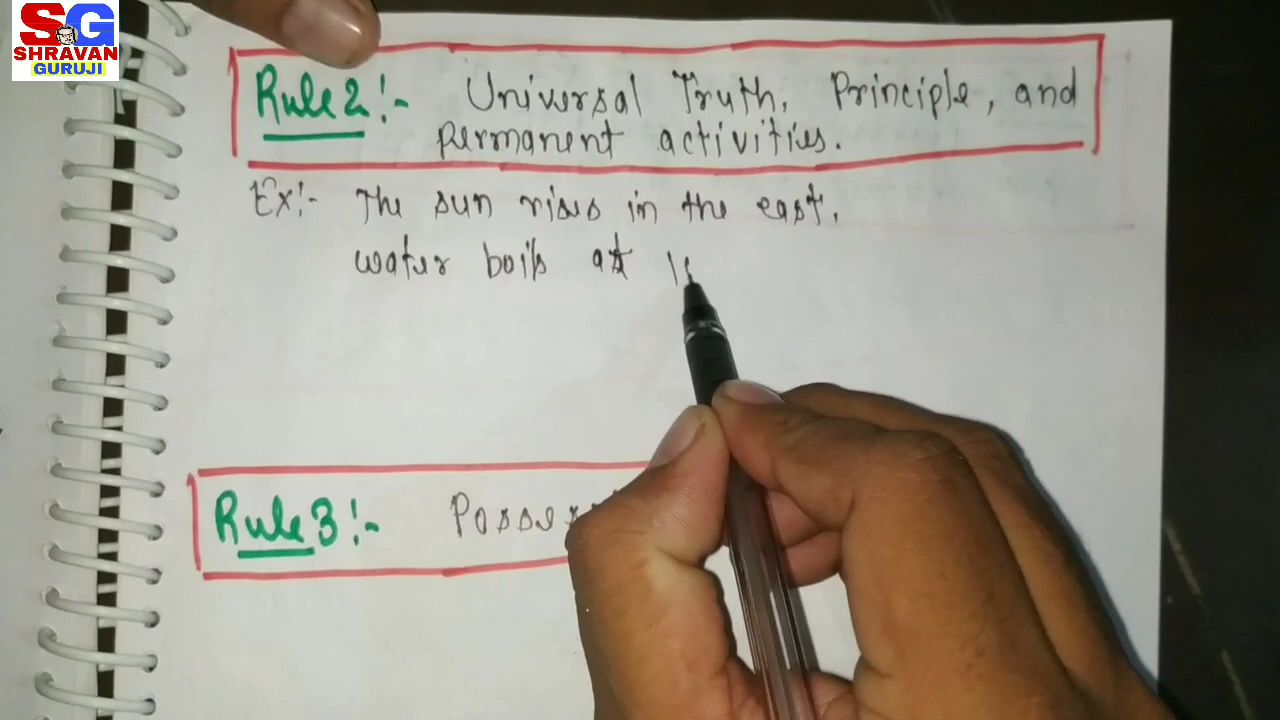 SG
SHRAVAN
GURUJI
Rule 2:- Universal Truth, Principle, and
permanent activities.
Ex:- The sun rises in the east.
water boils at
Rule 3:-